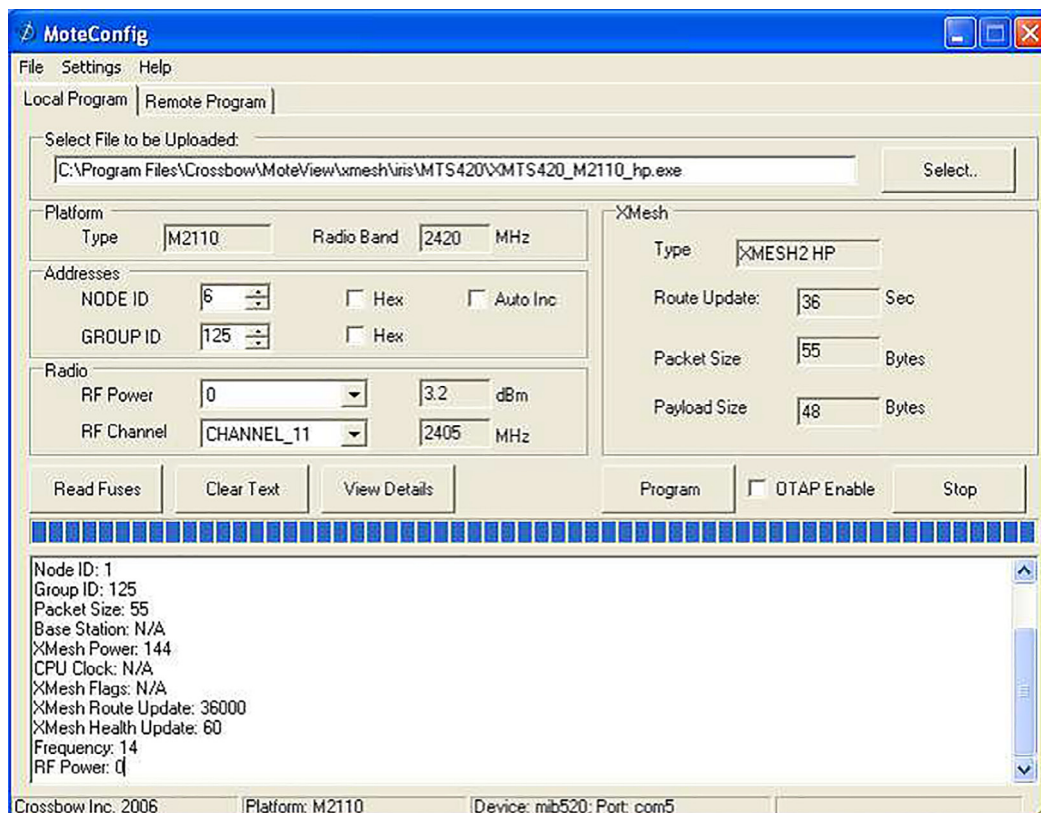 MoteConfig
File Settings Help
Local Program Remote Program
Select File to be Uploaded:
C:\Program Files\Crossbow\MoteView\xmesh\iris\MTS420\XMTS420_M2110_hp.exe Select..
Platform
Type M2110 Radio Band 2420 MHz
Addresses
NODE ID 6 Hex Auto Inc
GROUP ID 125 Hex
Radio
RF Power 0 3.2 dBm
RF Channel CHANNEL_11 2405 MHz
XMesh
Type XMESH2 HP
Route Update: 36 Sec
Packet Size 55 Bytes
Payload Size 48 Bytes
Read Fuses Clear Text View Details Program OTAP Enable Stop
Node ID: 1
Group ID: 125
Packet Size: 55
Base Station: N/A
XMesh Power: 144
CPU Clock: N/A
XMesh Flags: N/A
XMesh Route Update: 36000
XMesh Health Update: 60
Frequency: 14
RF Power: 0
Crossbow Inc. 2006 Platform: M2110 Device: mib520: Port: com5